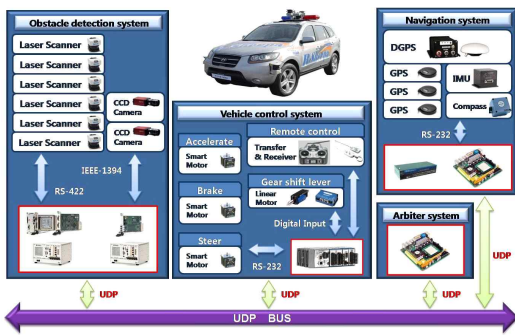 Obstacle detection system
Laser Scanner
Laser Scanner
Laser Scanner
Laser Scanner
Laser Scanner
Laser Scanner
CCD
Camera
CCD
Camera
IEEE-1394
RS-422
Vehicle control system
Accelerate
Smart
Motor
Brake
Smart
Motor
Steer
Smart
Motor
Remote control
Transfer
& Receiver
Gear shift lever
Linear
Motor
Digital Input
RS-232
Navigation system
DGPS
GPS
GPS
GPS
IMU
Compass
RS-232
Arbiter system
UDP
UDP
UDP
UDP
UDP BUS